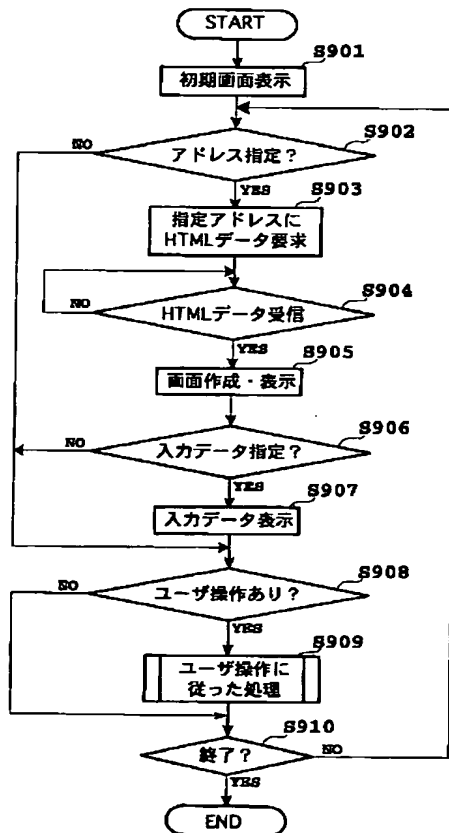 START
S901
初期画面表示
S902
アドレス指定？
NO
YES
S903
指定アドレスに
HTMLデータ要求
S904
HTMLデータ受信
NO
YES
S905
画面作成・表示
S906
入力データ指定？
NO
YES
S907
入力データ表示
S908
ユーザ操作あり？
NO
YES
S909
ユーザ操作に
従った処理
S910
終了？
NO
YES
END